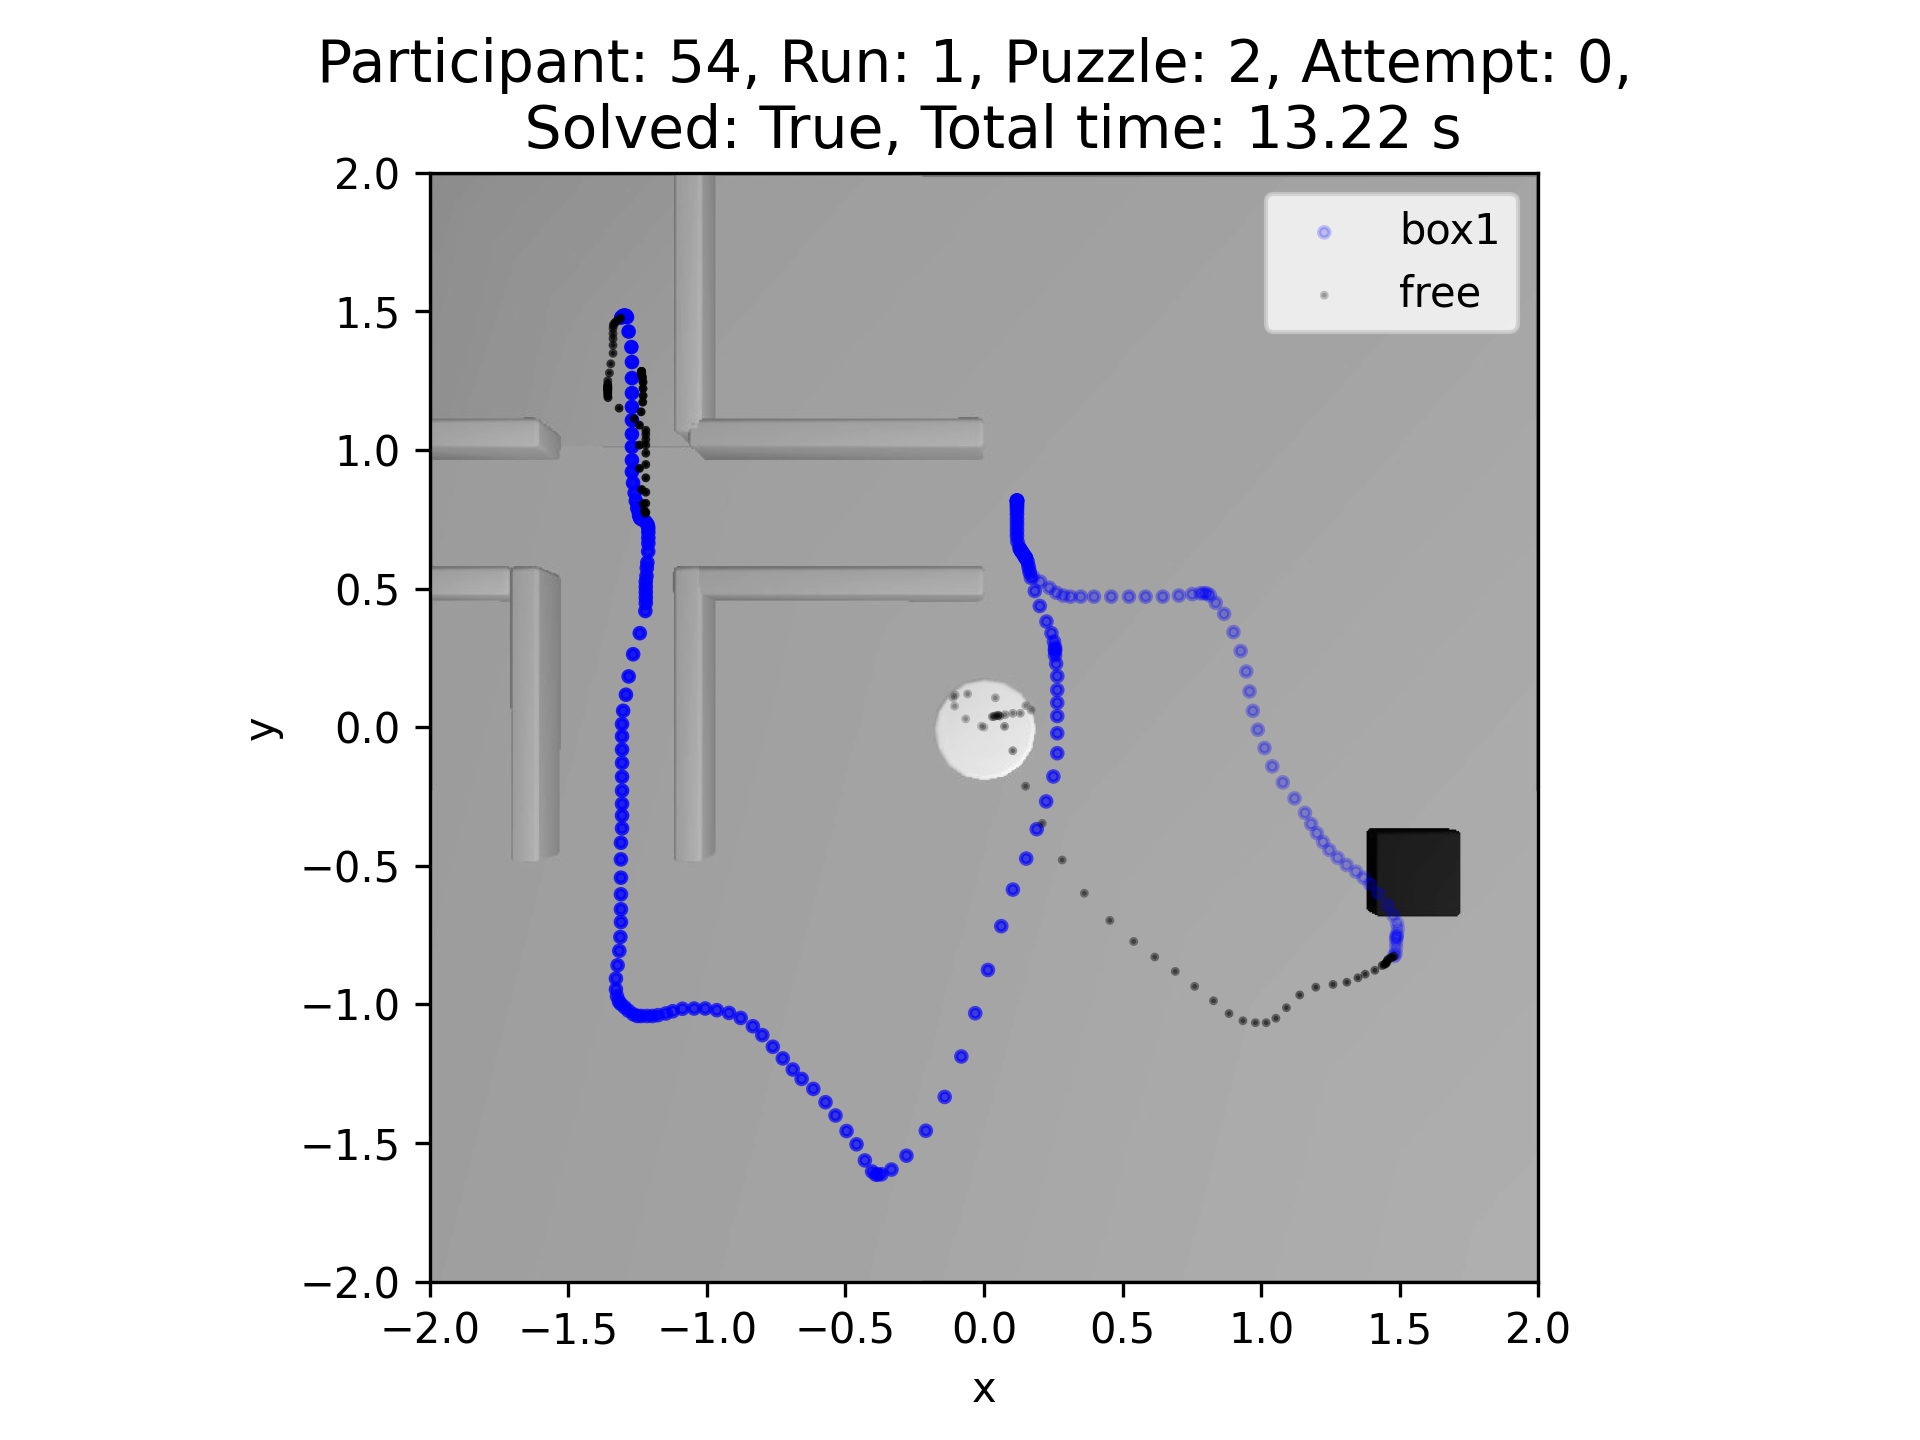 Participant: 54, Run: 1, Puzzle: 2, Attempt: 0,
Solved: True, Total time: 13.22 s
box1
free
2.0
1.5
1.0
0.5
0.0
−0.5
−1.0
−1.5
−2.0
y
−2.0 −1.5 −1.0 −0.5 0.0 0.5 1.0 1.5 2.0
x